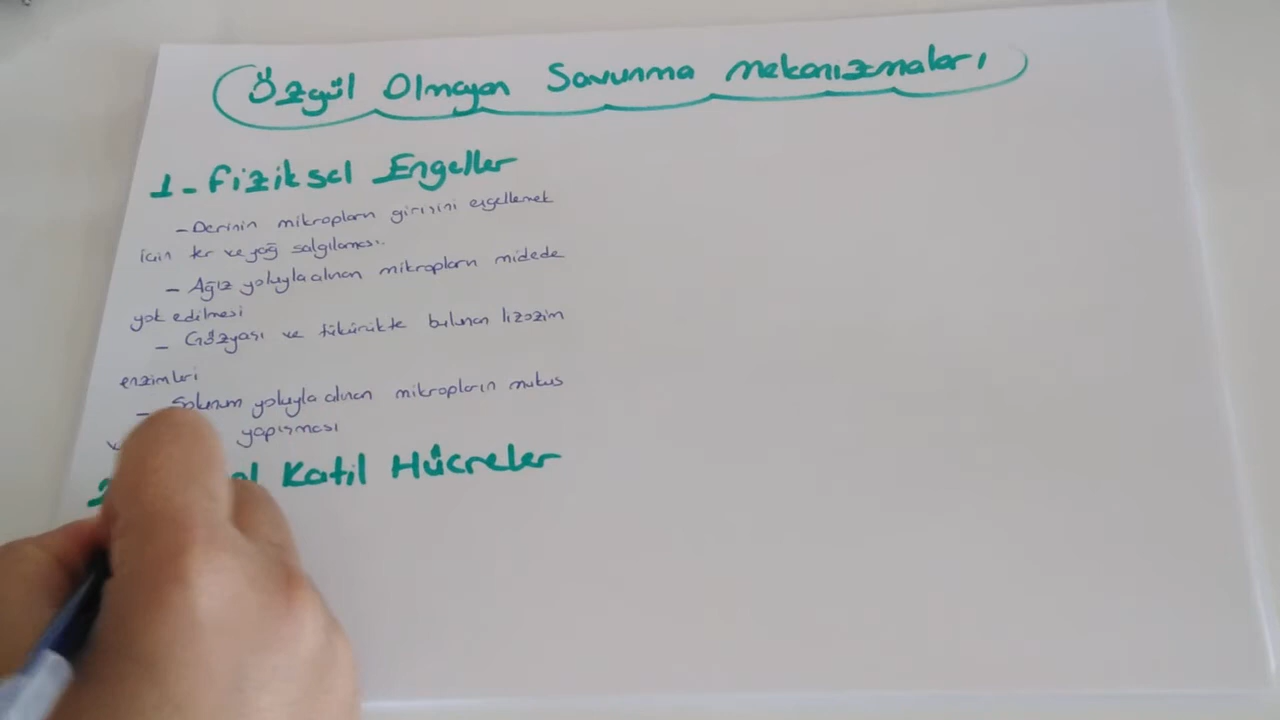 Özgül Olmayan Savunma Mekanizmaları
1- Fiziksel Engeller
- Derinin mikropların girişini engellemek
için ter ve yağ salgılaması.
- Ağız yoluyla alınan mikropların midede
yok edilmesi
- Gözyaşı ve tükürükte bulunan lizozim
enzimleri
- Solunum yoluyla alınan mikropların mukus
yapışması
Katil Hücreler